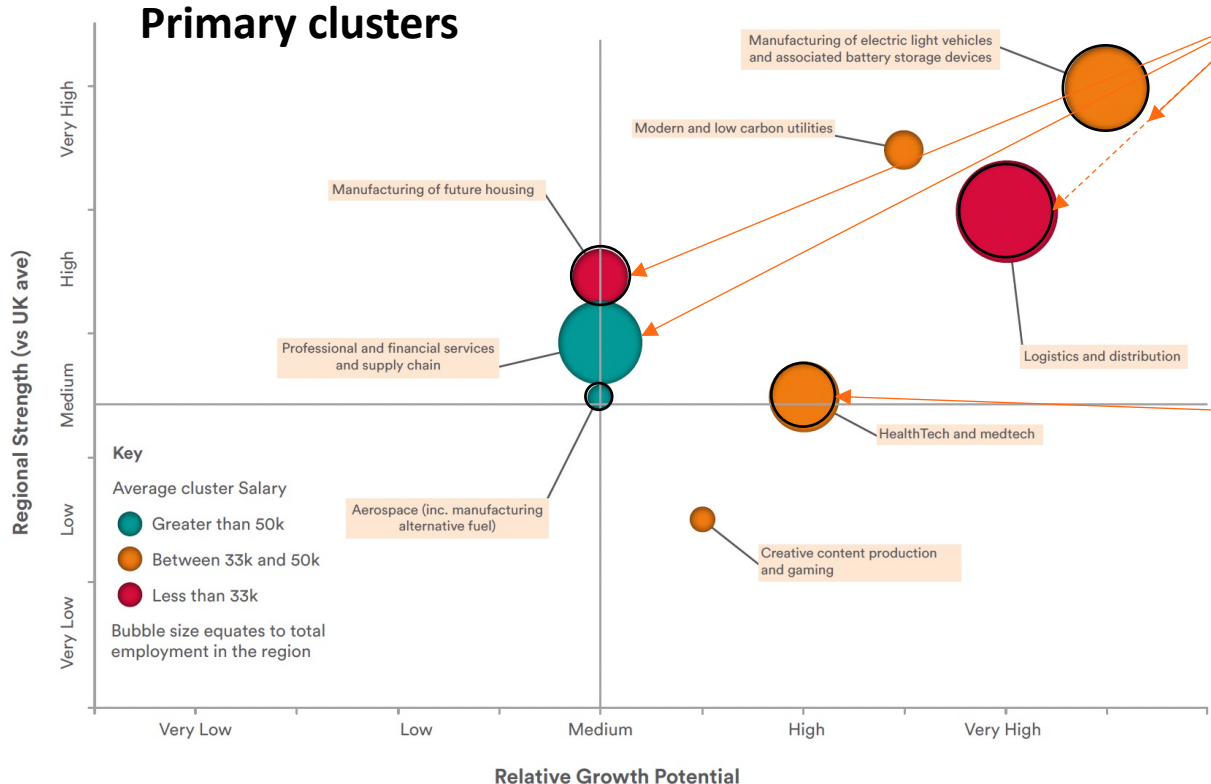 Primary clusters
Manufacturing of electric light vehicles
and associated battery storage devices
Modern and low carbon utilities
Manufacturing of future housing
Professional and financial services
and supply chain
Logistics and distribution
HealthTech and medtech
Aerospace (inc. manufacturing
alternative fuel)
Creative content production
and gaming
Key
Average cluster Salary
Greater than 50k
Between 33k and 50k
Less than 33k
Bubble size equates to total
employment in the region
Regional Strength (vs UK ave)
Very High
High
Medium
Low
Very Low
Very Low
Low
Medium
High
Very High
Relative Growth Potential